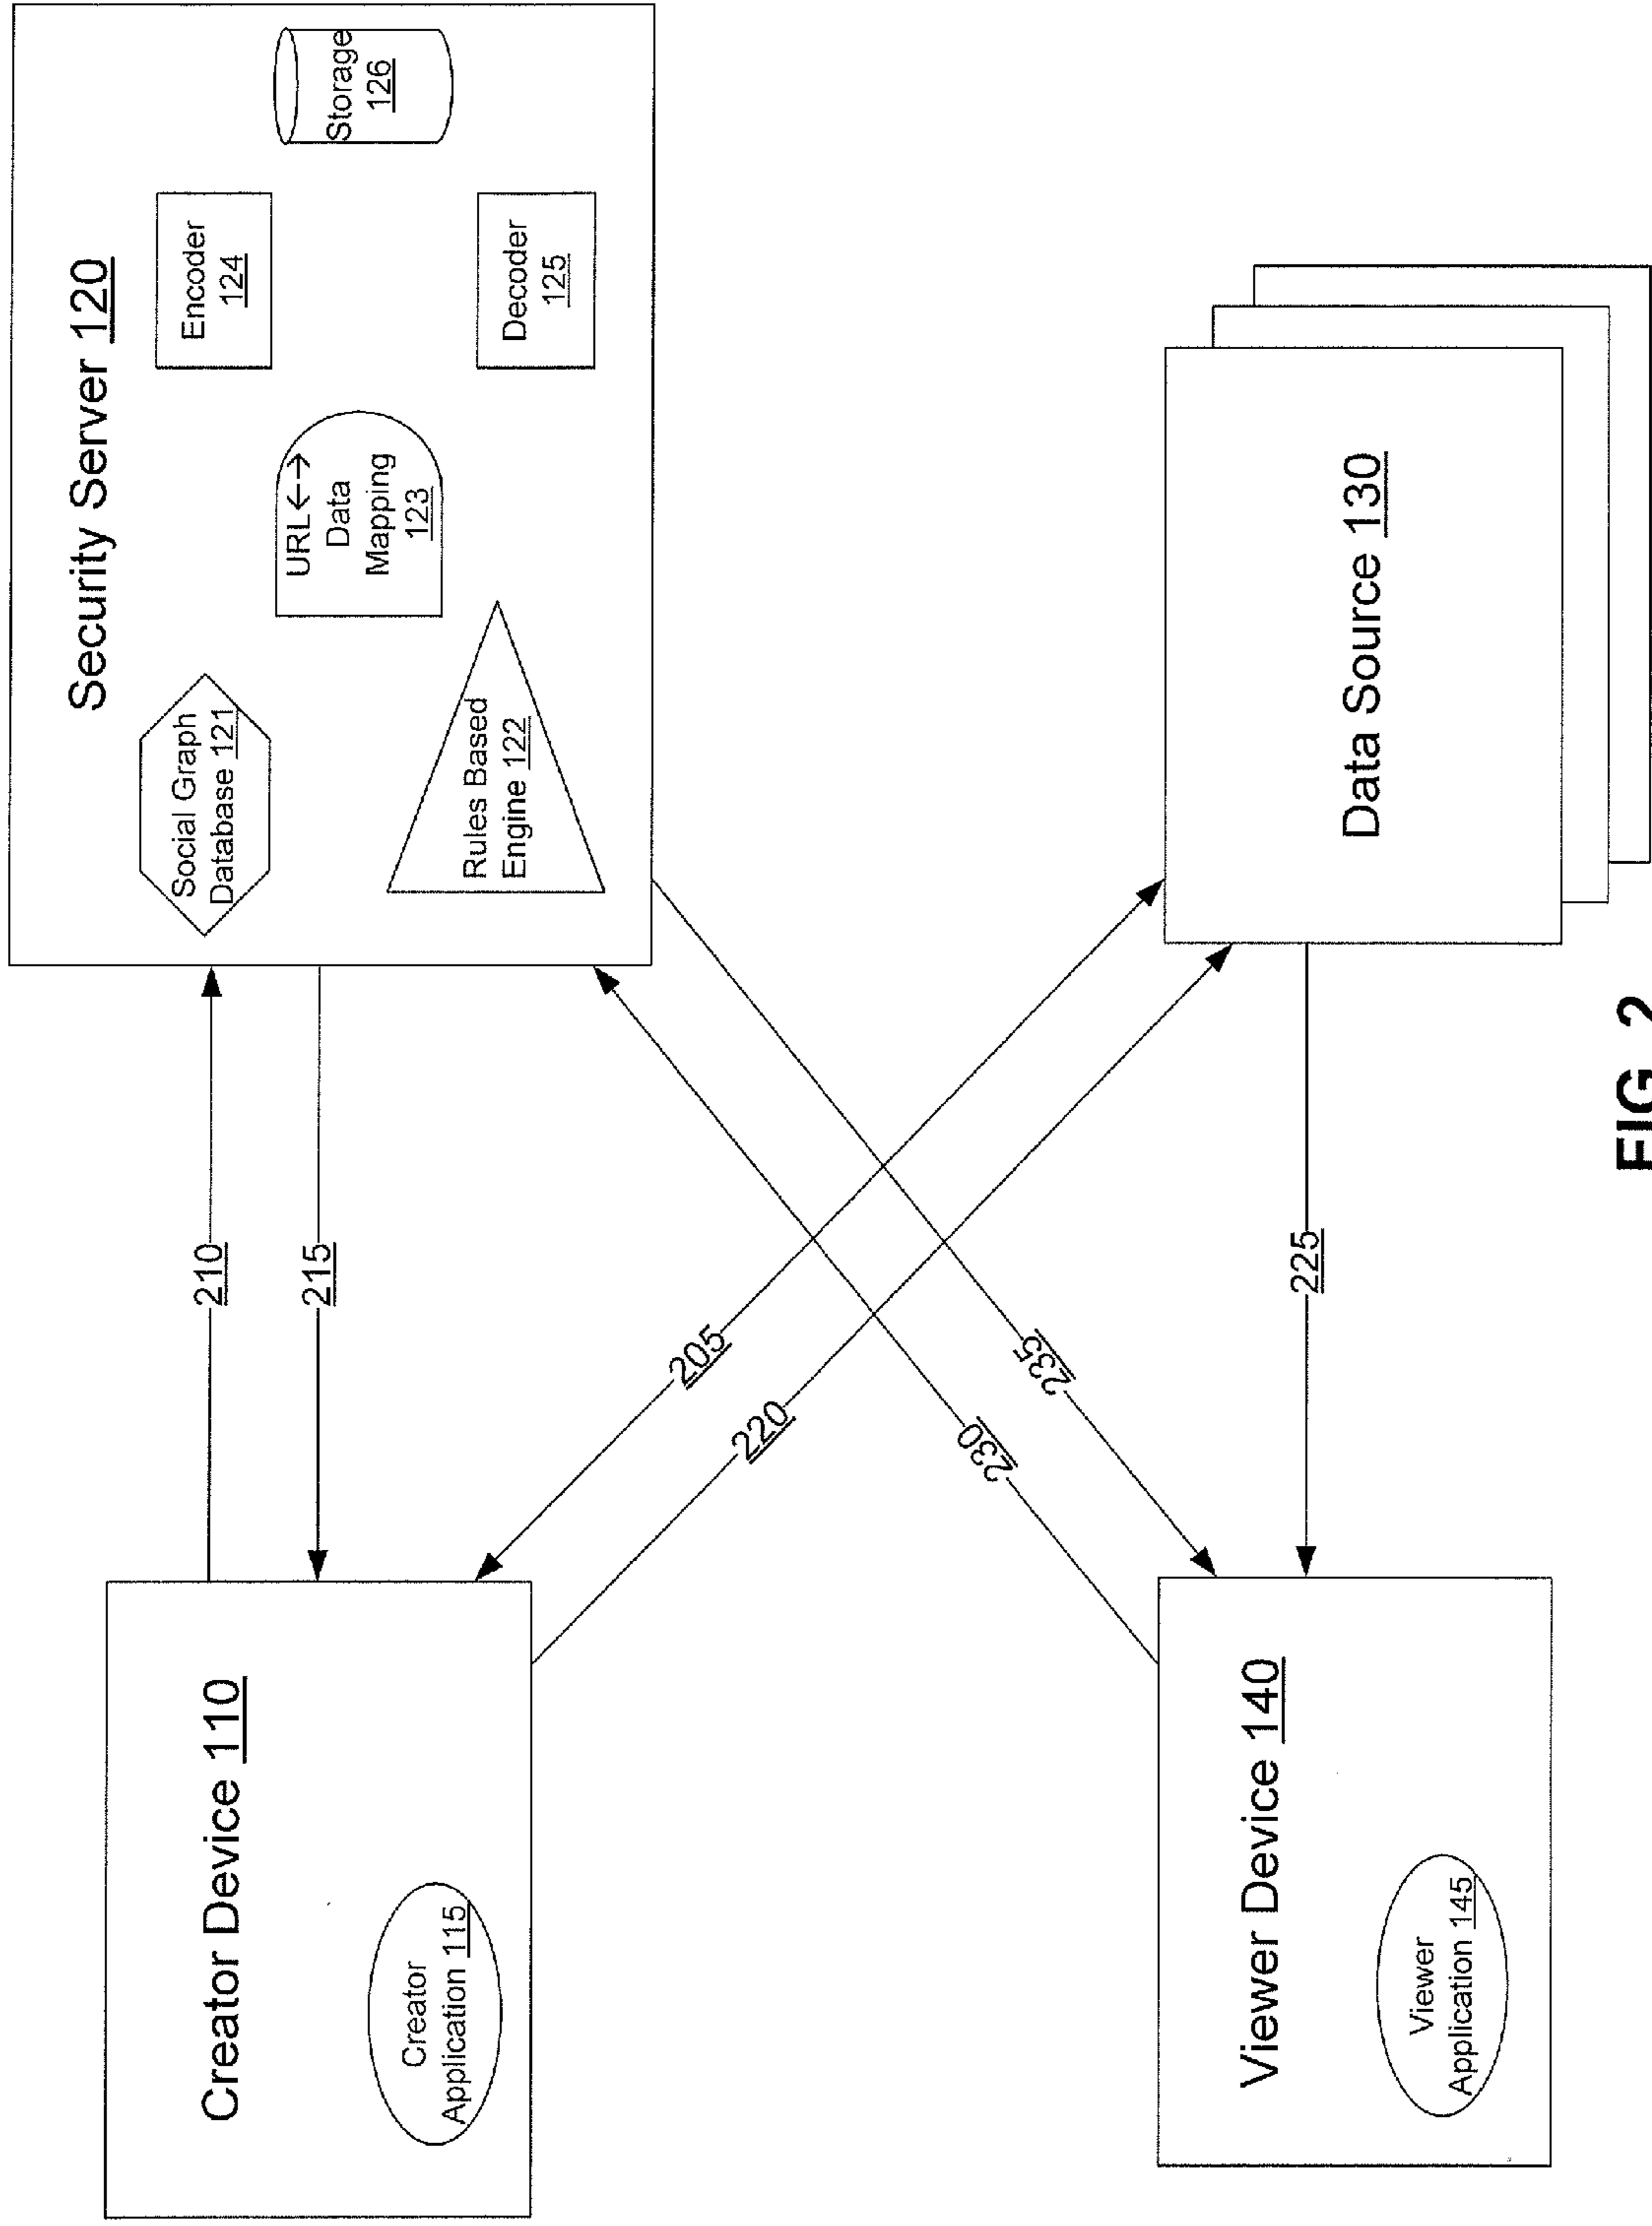 Creator Device 110
Creator
Application 115
210
215
Security Server 120
Social Graph
Database 121
Rules Based
Engine 122
URL↔
Data
Mapping
123
Encoder
124
Decoder
125
Storage
126
205
220
235
230
Viewer Device 140
Viewer
Application 145
225
Data Source 130
FIG. 2